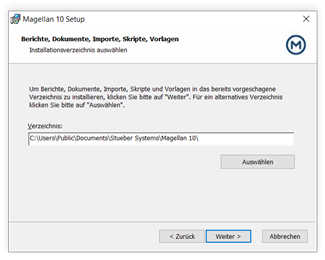 Magellan 10 Setup
Berichte, Dokumente, Importe, Skripte, Vorlagen
Installationsverzeichnis auswählen
M
Um Berichte, Dokumente, Importe, Skripte und Vorlagen in das bereits vorgeschagene
Verzeichnis zu installieren, klicken Sie bitte auf "Weiter". Für ein alternatives Verzeichnis
klicken Sie bitte auf "Auswählen".
Verzeichnis:
C:\Users\Public\Documents\Stueber Systems\Magellan 10\
Auswählen
< Zurück
Weiter >
Abbrechen